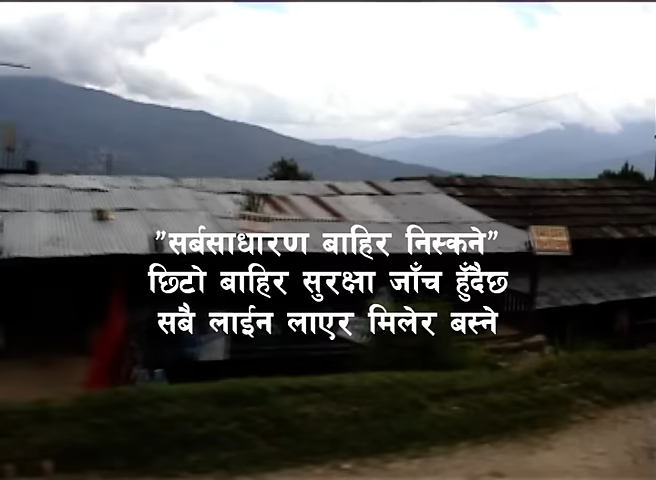 "सर्बसाधारण बाहिर निस्कने"
छिटो बाहिर सुरक्षा जाँच हुँदैछ
सबै लाईन लाएर मिलेर बस्ने